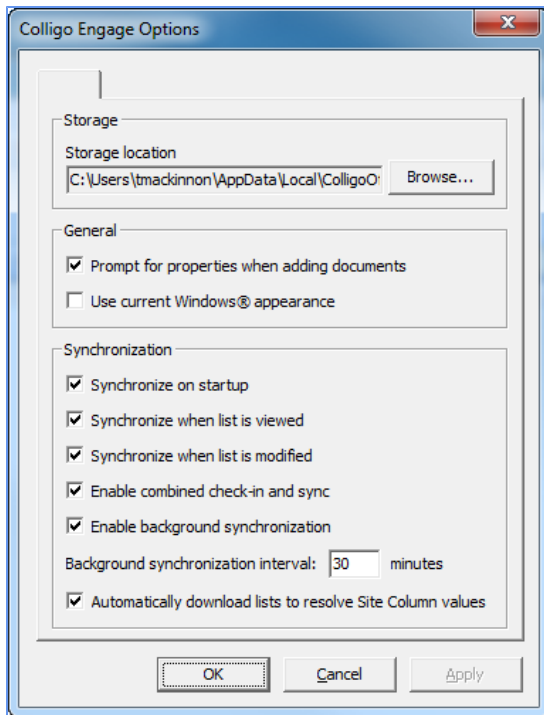 Colligo Engage Options
Storage
Storage location
C:\Users\tmackinnon\AppData\Local\ColligoO
Browse...
General
Prompt for properties when adding documents
Use current Windows® appearance
Synchronization
Synchronize on startup
Synchronize when list is viewed
Synchronize when list is modified
Enable combined check-in and sync
Enable background synchronization
Background synchronization interval: 30 minutes
Automatically download lists to resolve Site Column values
OK Cancel Apply